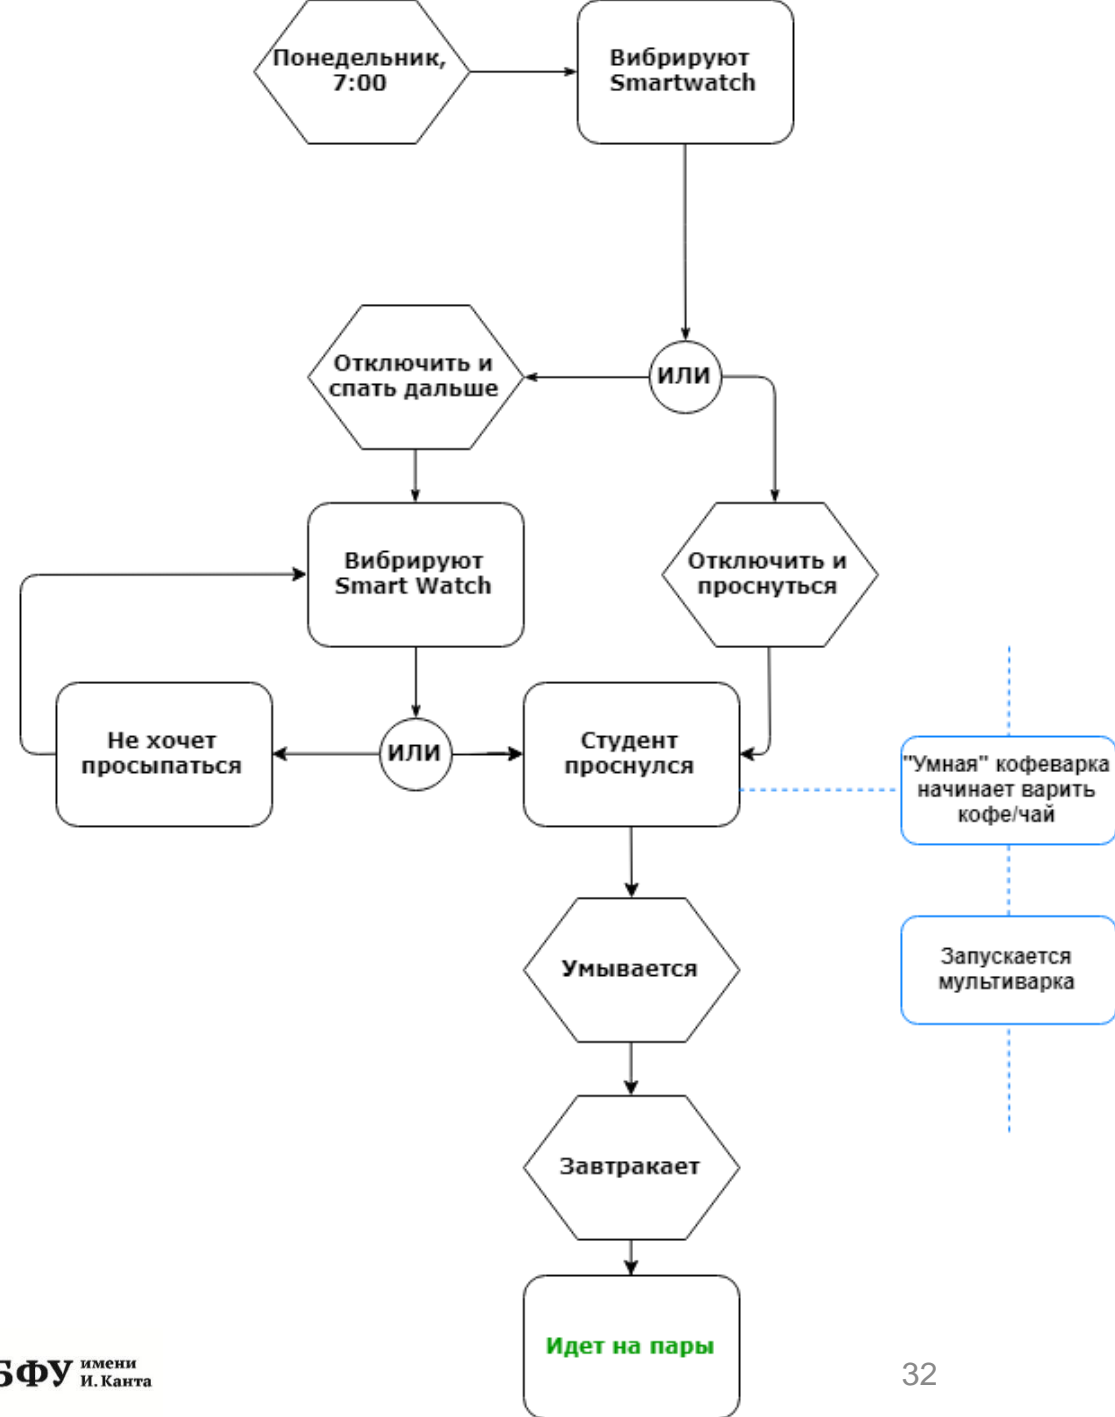 Понедельник,
7:00
Вибрируют
Smartwatch
Отключить и
спать дальше
ИЛИ
Вибрируют
Smart Watch
Отключить и
проснуться
Не хочет
просыпаться
ИЛИ
Студент
проснулся
"Умная" кофеварка
начинает варить
кофе/чай
Умывается
Запускается
мультиварка
Завтракает
Идет на пары
БФУ имени
И. Канта
32